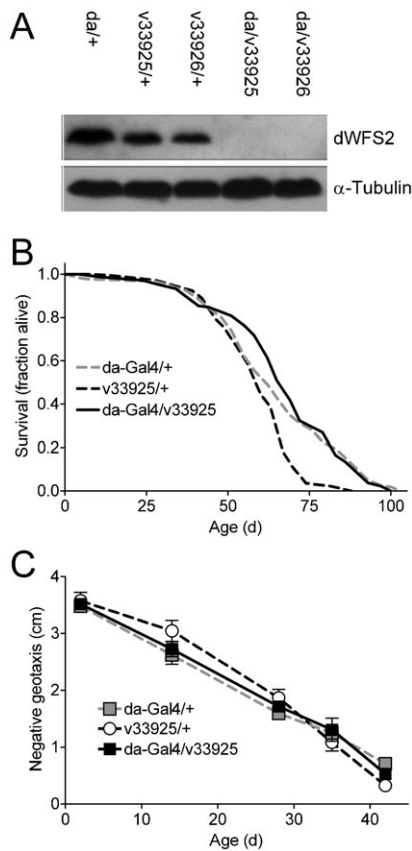 A
da/+
v33925/+
v33926/+
da/v33925
da/v33926
dWFS2
α-Tubulin
B
Survival (fraction alive)
1.0
0.8
0.6
0.4
0.2
0.0
da-Gal4/+
v33925/+
da-Gal4/v33925
0 25 50 75 100
Age (d)
C
Negative geotaxis (cm)
4
3
2
1
0
da-Gal4/+
v33925/+
da-Gal4/v33925
0 10 20 30 40
Age (d)